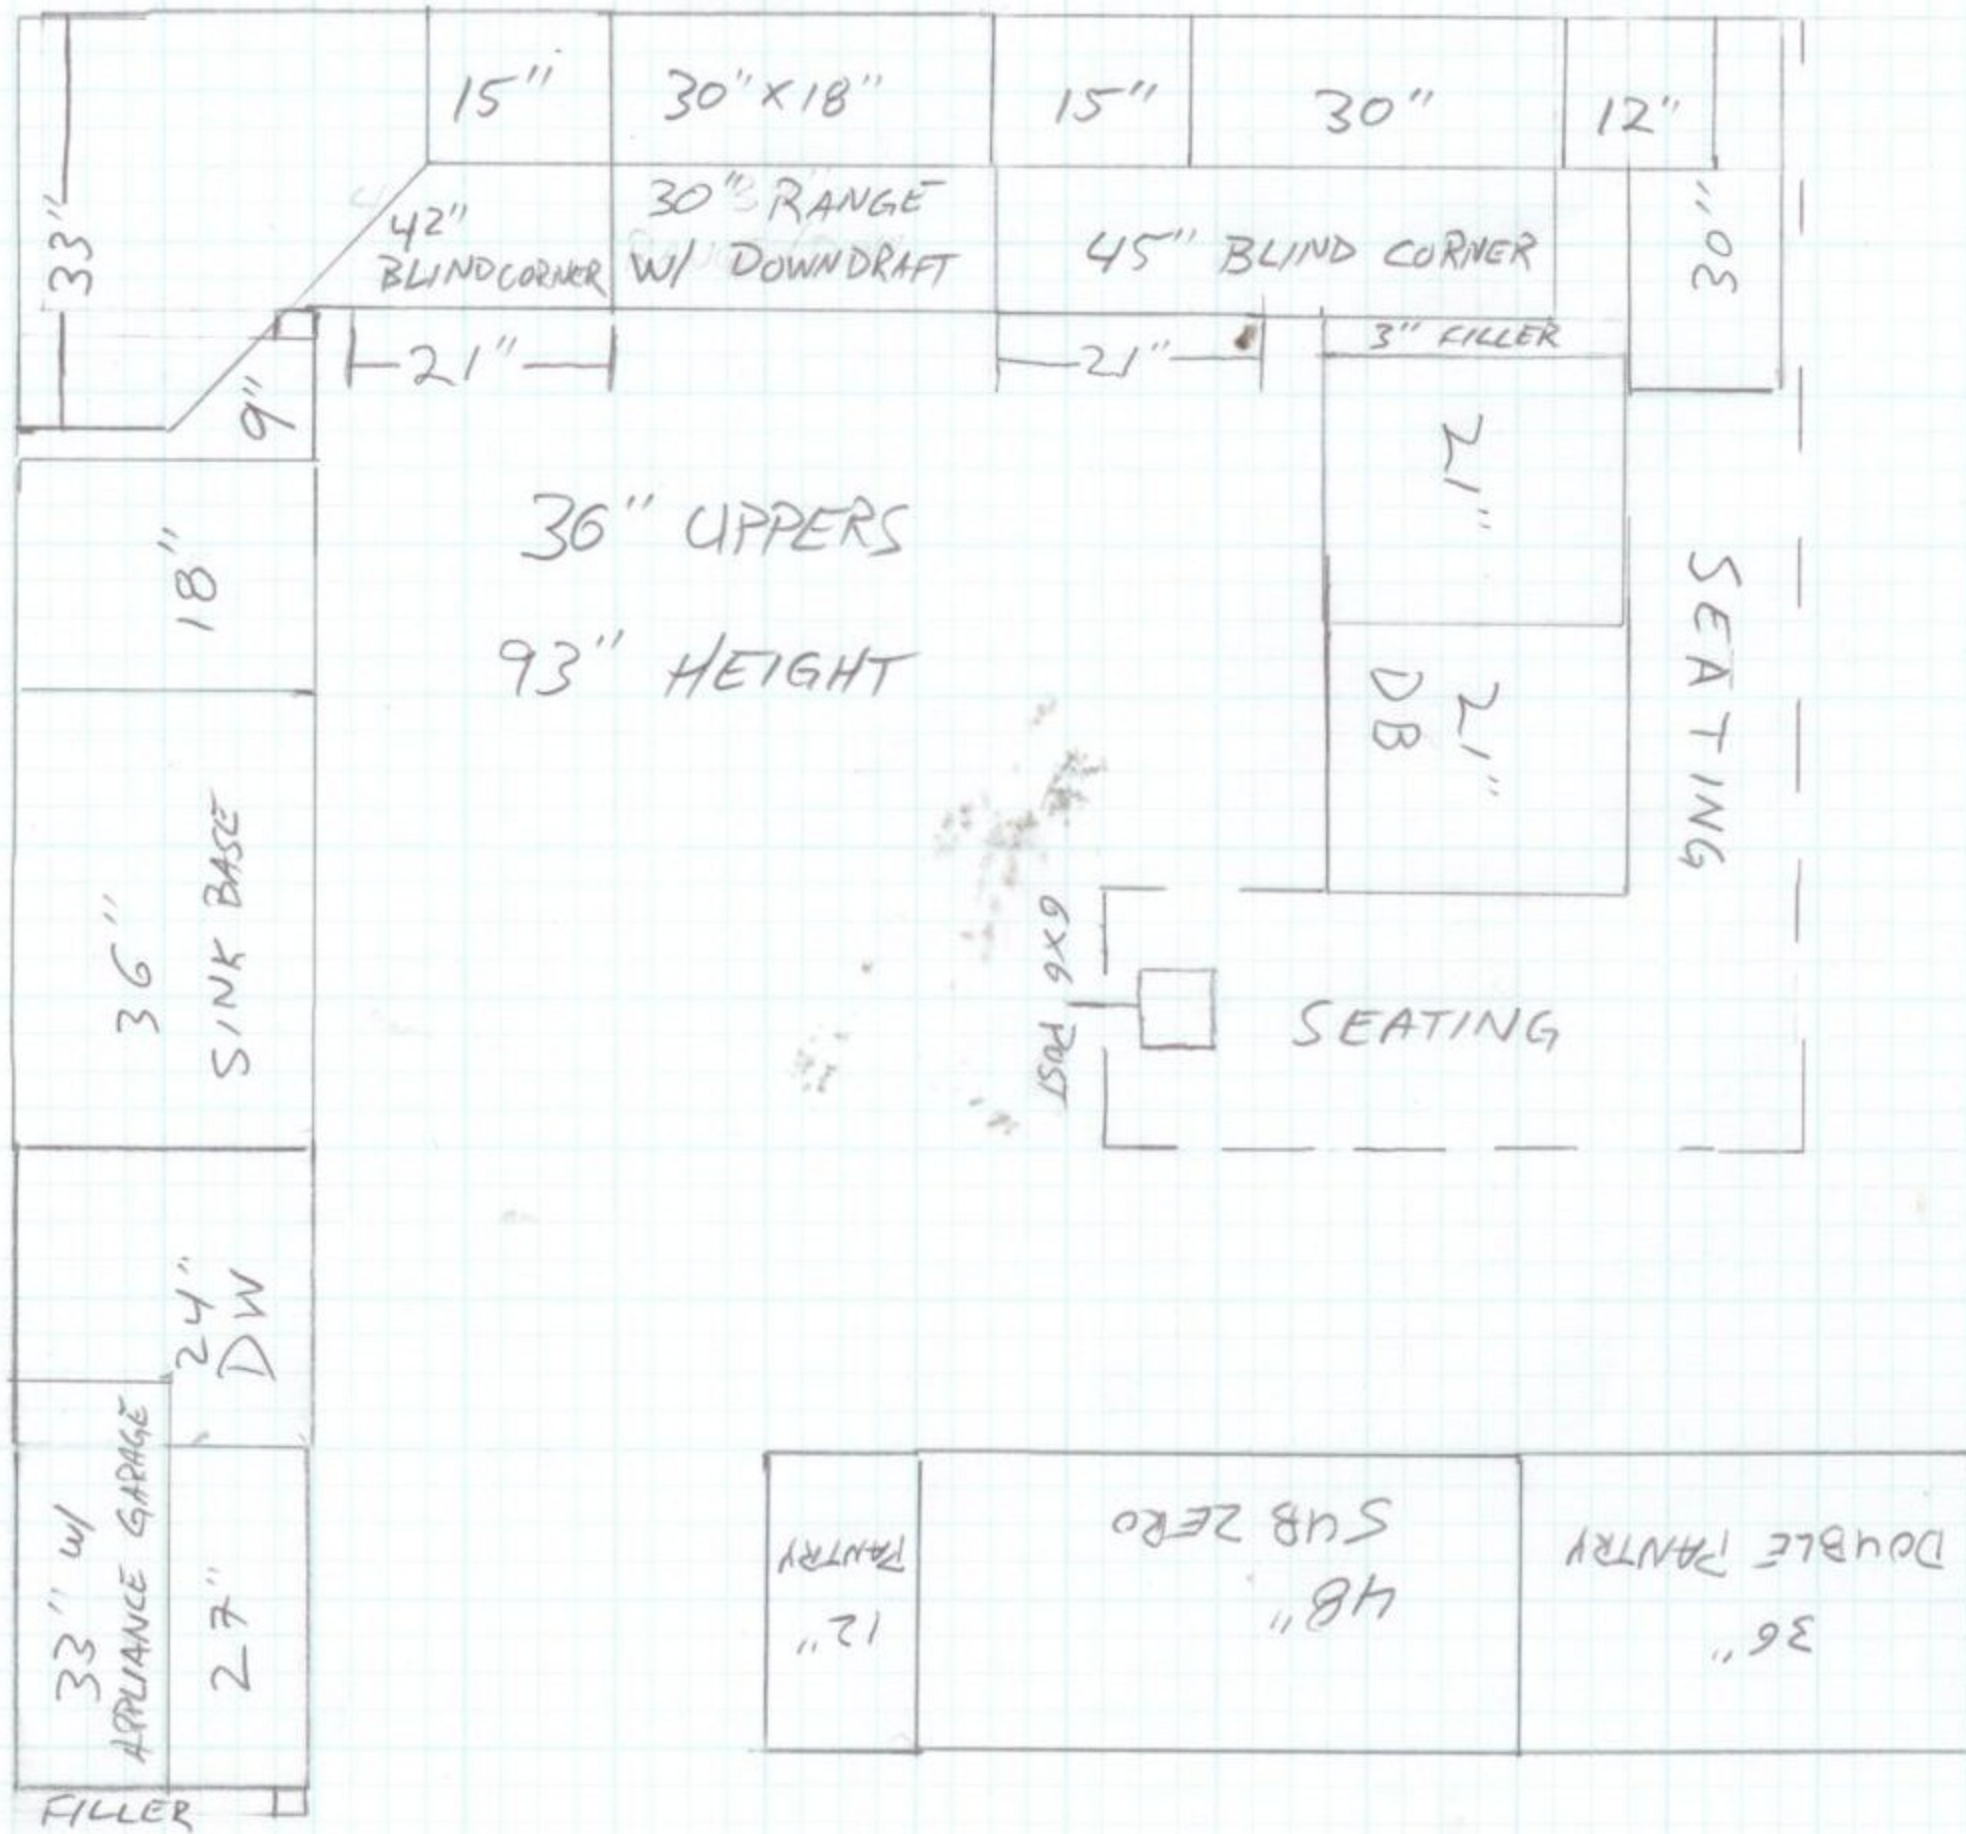 15" 30"X18" 15" 30" 12"
33"
42"
BLIND CORNER
30" RANGE
W/ DOWNDRAFT
45" BLIND CORNER
30"
21"
21"
3" FILLER
9"
21"
18"
36" UPPERS
93" HEIGHT
SEATING
21"
DB
36"
SINK BASE
6X6 POST
SEATING
24"
DW
33" W/
APPLIANCE GARAGE
27"
FILLER
12"
PANTRY
48"
SUB ZERO
36"
DOUBLE PANTRY